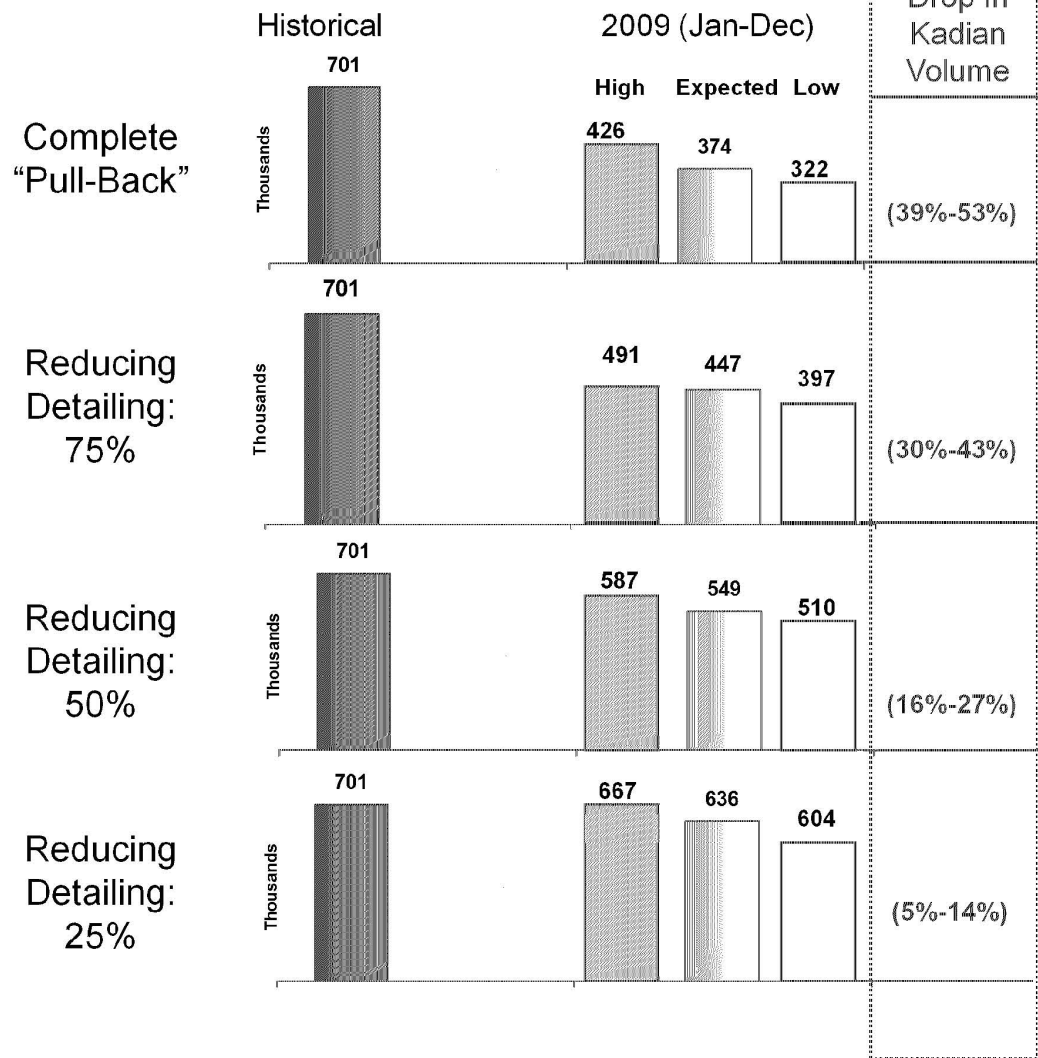 Historical
2009 (Jan-Dec)
Drop in
Kadian
Volume
Complete
“Pull-Back”
Thousands
701
High Expected Low
426
374
322
(39%-53%)
Reducing
Detailing:
75%
Thousands
701
491
447
397
(30%-43%)
Reducing
Detailing:
50%
Thousands
701
587
549
510
(16%-27%)
Reducing
Detailing:
25%
Thousands
701
667
636
604
(5%-14%)